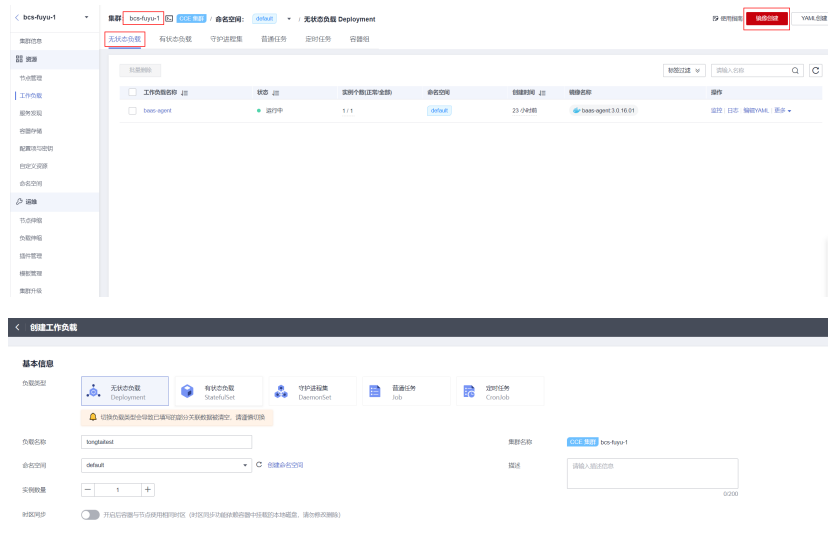 bcs-fuyu-1
集群 bcs-fuyu-1 CCE 集群 / 命名空间: default / 无状态负载 Deployment
使用指南 镜像创建 YAML创建
集群信息
资源
节点管理
工作负载
服务发现
容器存储
配置项与密钥
自定义资源
命名空间
运维
节点伸缩
负载伸缩
插件管理
模板管理
集群升级
无状态负载 有状态负载 守护进程集 普通任务 定时任务 容器组
批量删除 标签过滤 请输入名称
工作负载名称 状态 实例个数(正常/全部) 命名空间 创建时间 镜像名称 操作
baas-agent 运行中 1 / 1 default 23 小时前 baas-agent:3.0.16.01 监控 日志 编辑YAML 更多
创建工作负载
基本信息
负载类型
无状态负载 Deployment
有状态负载 StatefulSet
守护进程集 DaemonSet
普通任务 Job
定时任务 CronJob
切换负载类型会导致已填写的部分关联数据被清空，请谨慎切换
负载名称 longtaitest 集群名称 CCE 集群 bcs-fuyu-1
命名空间 default 创建命名空间 描述 请输入描述信息
0/200
实例数量 1
时区同步 开启后容器与节点使用相同时区（时区同步功能依赖容器中挂载的本地磁盘，请勿修改删除）